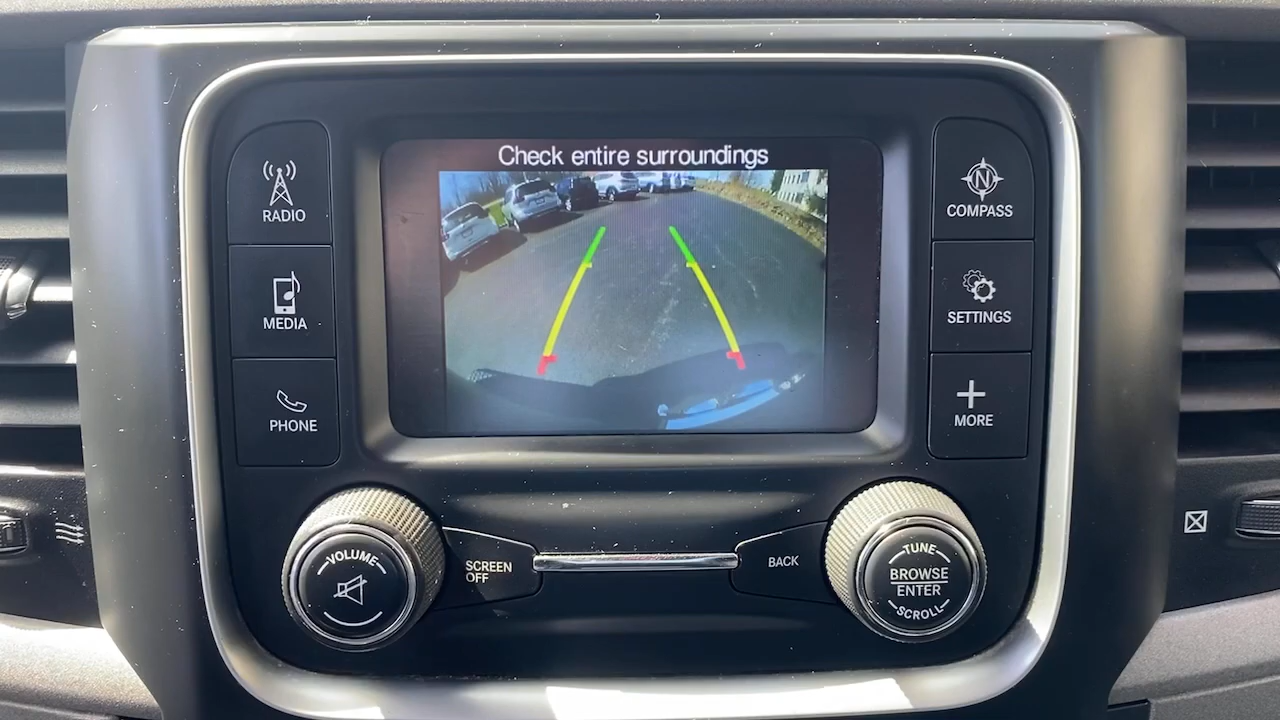 Check entire surroundings
RADIO
MEDIA
PHONE
N
COMPASS
SETTINGS
MORE
VOLUME
SCREEN
OFF
BACK
TUNE
BROWSE
ENTER
SCROLL